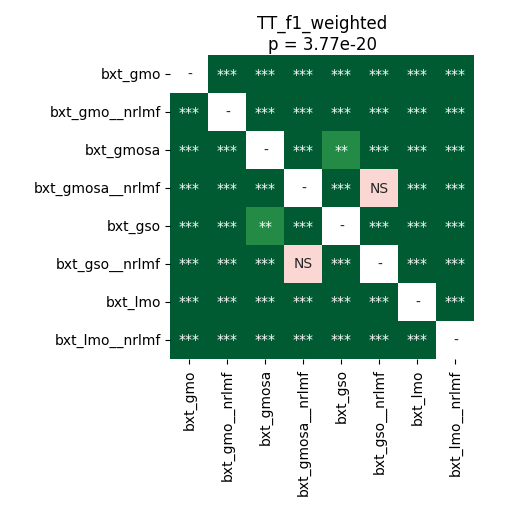 TT_f1_weighted
p = 3.77e-20
bxt_gmo - *** *** *** *** *** *** ***
bxt_gmo__nrlmf *** - *** *** *** *** *** ***
bxt_gmosa *** *** - *** ** *** *** ***
bxt_gmosa__nrlmf *** *** *** - *** NS *** ***
bxt_gso *** *** ** *** - *** *** ***
bxt_gso__nrlmf *** *** *** NS *** - *** ***
bxt_lmo *** *** *** *** *** *** - ***
bxt_lmo__nrlmf *** *** *** *** *** *** *** -
bxt_gmo
bxt_gmo__nrlmf
bxt_gmosa
bxt_gmosa__nrlmf
bxt_gso
bxt_gso__nrlmf
bxt_lmo
bxt_lmo__nrlmf